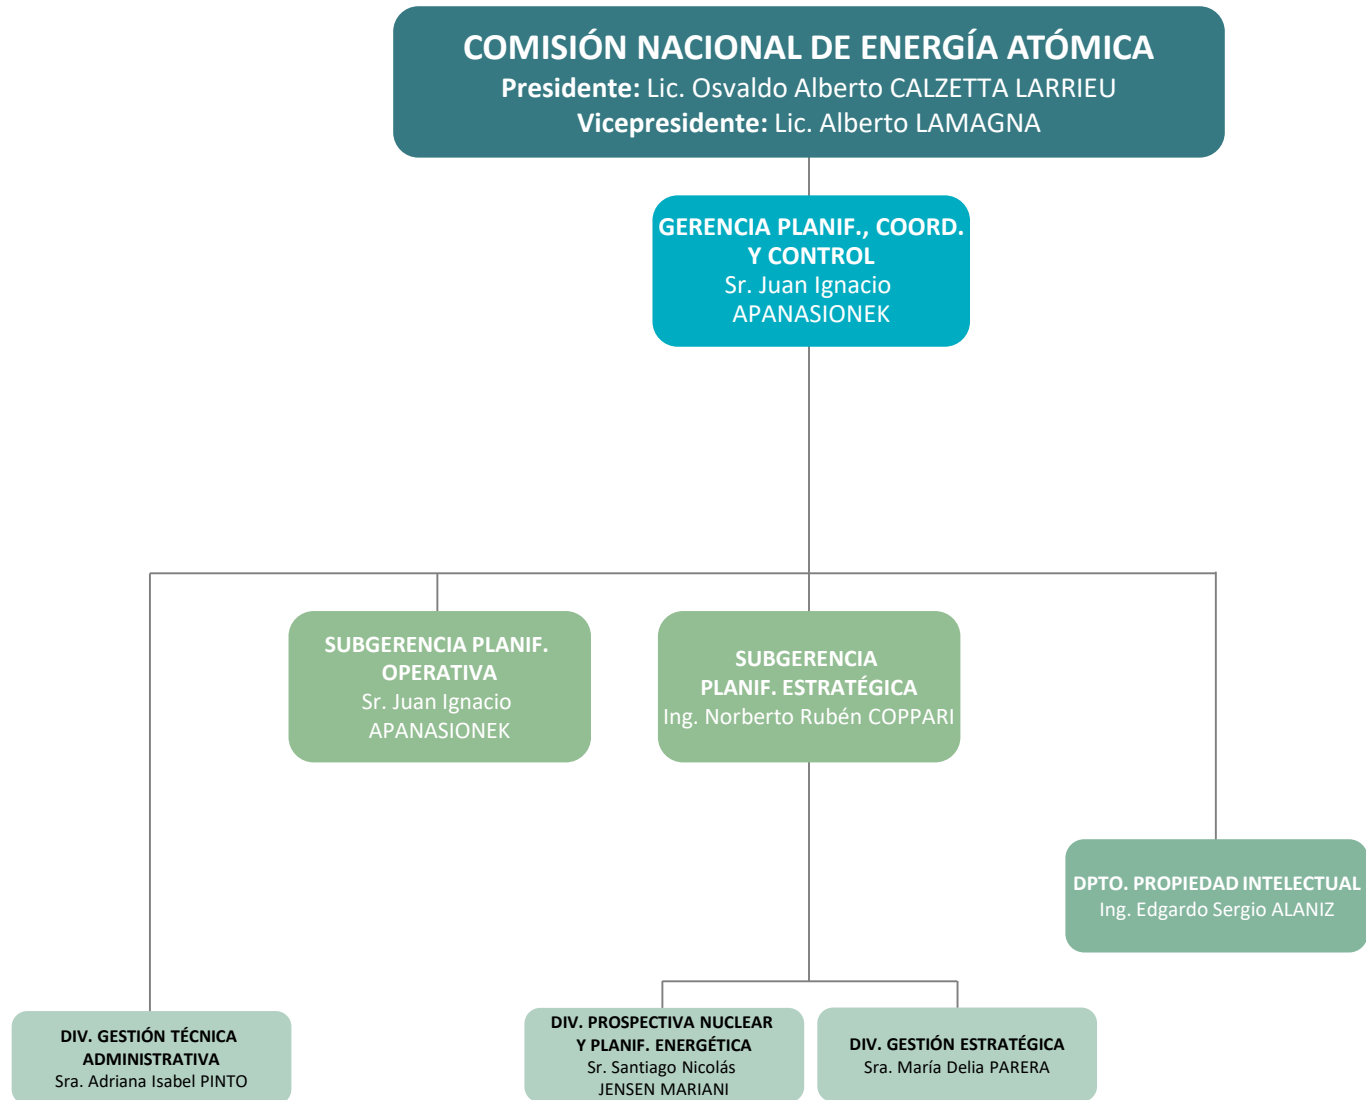 COMISIÓN NACIONAL DE ENERGÍA ATÓMICA
Presidente: Lic. Osvaldo Alberto CALZETTA LARRIEU
Vicepresidente: Lic. Alberto LAMAGNA
GERENCIA PLANIF., COORD.
Y CONTROL
Sr. Juan Ignacio
APANASIONEK
SUBGERENCIA PLANIF.
OPERATIVA
Sr. Juan Ignacio
APANASIONEK
SUBGERENCIA
PLANIF. ESTRATÉGICA
Ing. Norberto Rubén COPPARI
DPTO. PROPIEDAD INTELECTUAL
Ing. Edgardo Sergio ALANIZ
DIV. GESTIÓN TÉCNICA
ADMINISTRATIVA
Sra. Adriana Isabel PINTO
DIV. PROSPECTIVA NUCLEAR
Y PLANIF. ENERGÉTICA
Sr. Santiago Nicolás
JENSEN MARIANI
DIV. GESTIÓN ESTRATÉGICA
Sra. María Delia PARERA